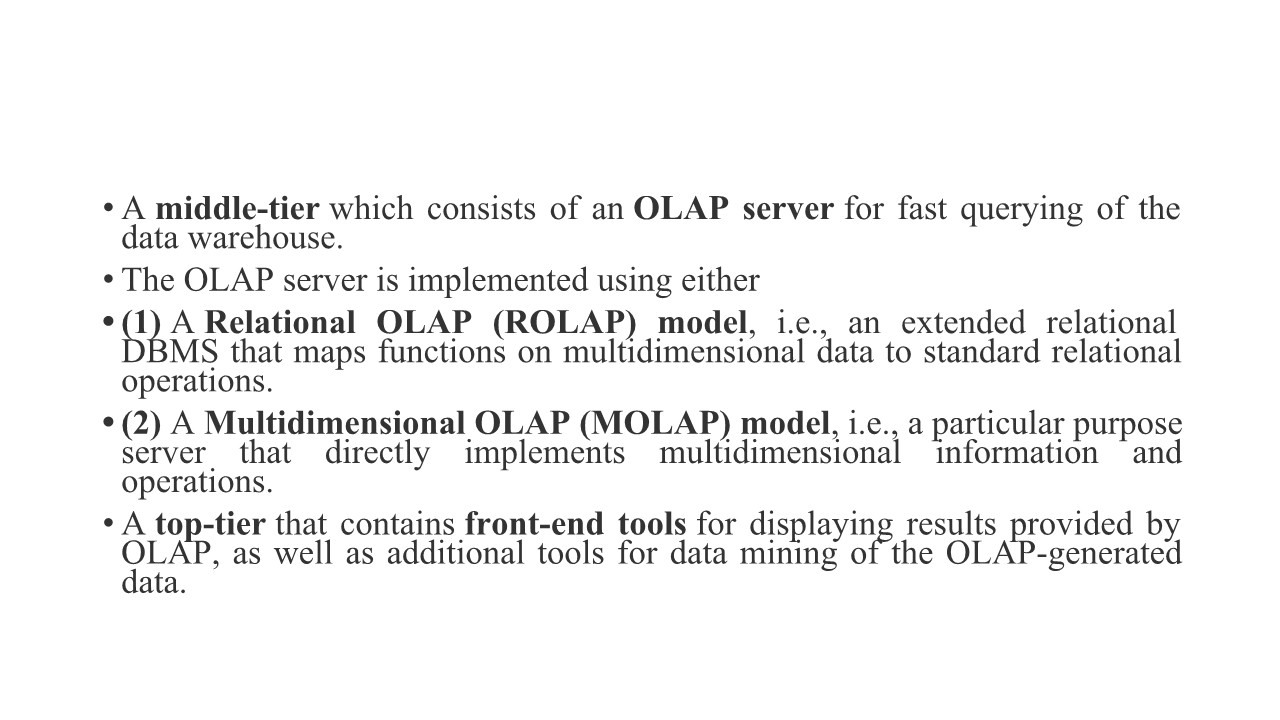 • A middle-tier which consists of an OLAP server for fast querying of the
data warehouse.
• The OLAP server is implemented using either
• (1) A Relational OLAP (ROLAP) model, i.e., an extended relational
DBMS that maps functions on multidimensional data to standard relational
operations.
• (2) A Multidimensional OLAP (MOLAP) model, i.e., a particular purpose
server that directly implements multidimensional information and
operations.
• A top-tier that contains front-end tools for displaying results provided by
OLAP, as well as additional tools for data mining of the OLAP-generated
data.